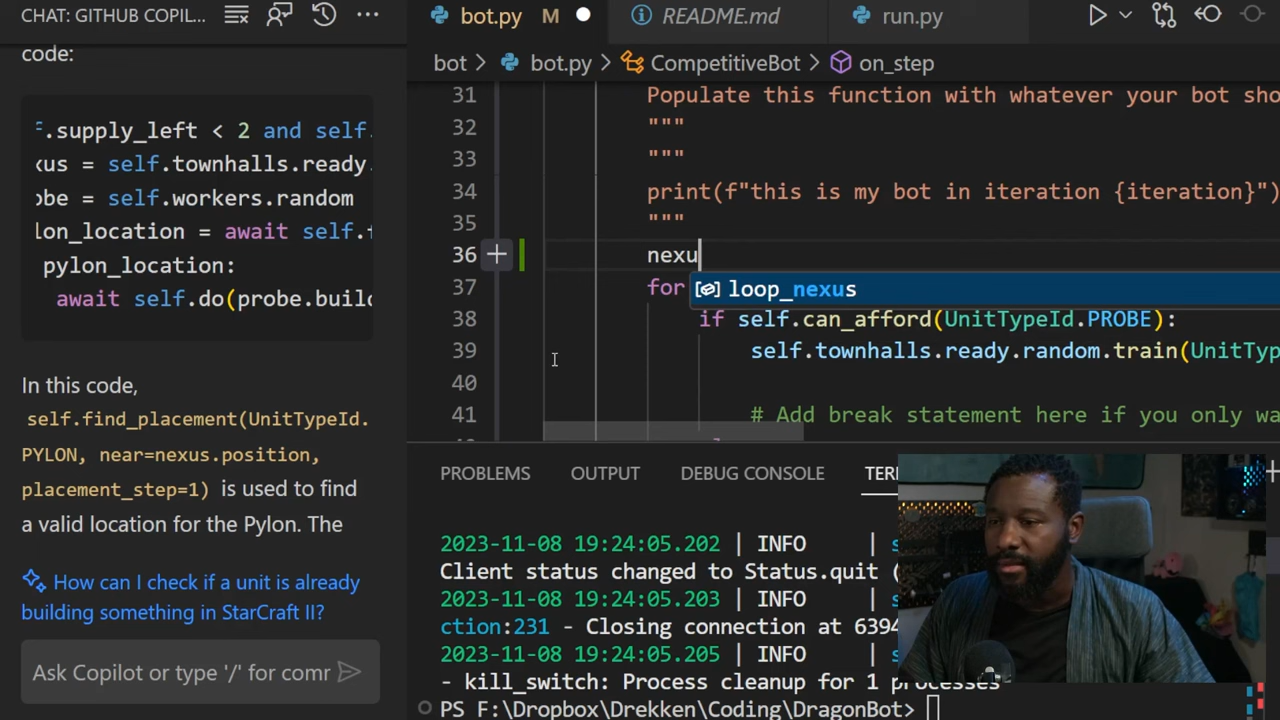 CHAT: GITHUB COPIL...
code:
f.supply_left < 2 and self.
xus = self.townhalls.ready.
obe = self.workers.random
lon_location = await self.
pylon_location:
await self.do(probe.build
In this code,
self.find_placement(UnitTypeId.
PYLON, near=nexus.position,
placement_step=1) is used to find
a valid location for the Pylon. The
How can I check if a unit is already
building something in StarCraft II?
Ask Copilot or type '/' for comr
bot.py M
README.md
run.py
bot > bot.py > CompetitiveBot > on_step
31 Populate this function with whatever your bot sho
32 """
33 """
34 print(f"this is my bot in iteration {iteration}")
35 """
36 nexu
37 for
loop_nexus
38 if self.can_afford(UnitTypeId.PROBE):
39 self.townhalls.ready.random.train(UnitTyp
40
41 # Add break statement here if you only wa
PROBLEMS OUTPUT DEBUG CONSOLE TER
2023-11-08 19:24:05.202 | INFO | s
Client status changed to Status.quit (
2023-11-08 19:24:05.203 | INFO | s
ction:231 - Closing connection at 6394
2023-11-08 19:24:05.205 | INFO | s
- kill_switch: Process cleanup for 1 processes
PS F:\Dropbox\Drekken\Coding\DragonBot>